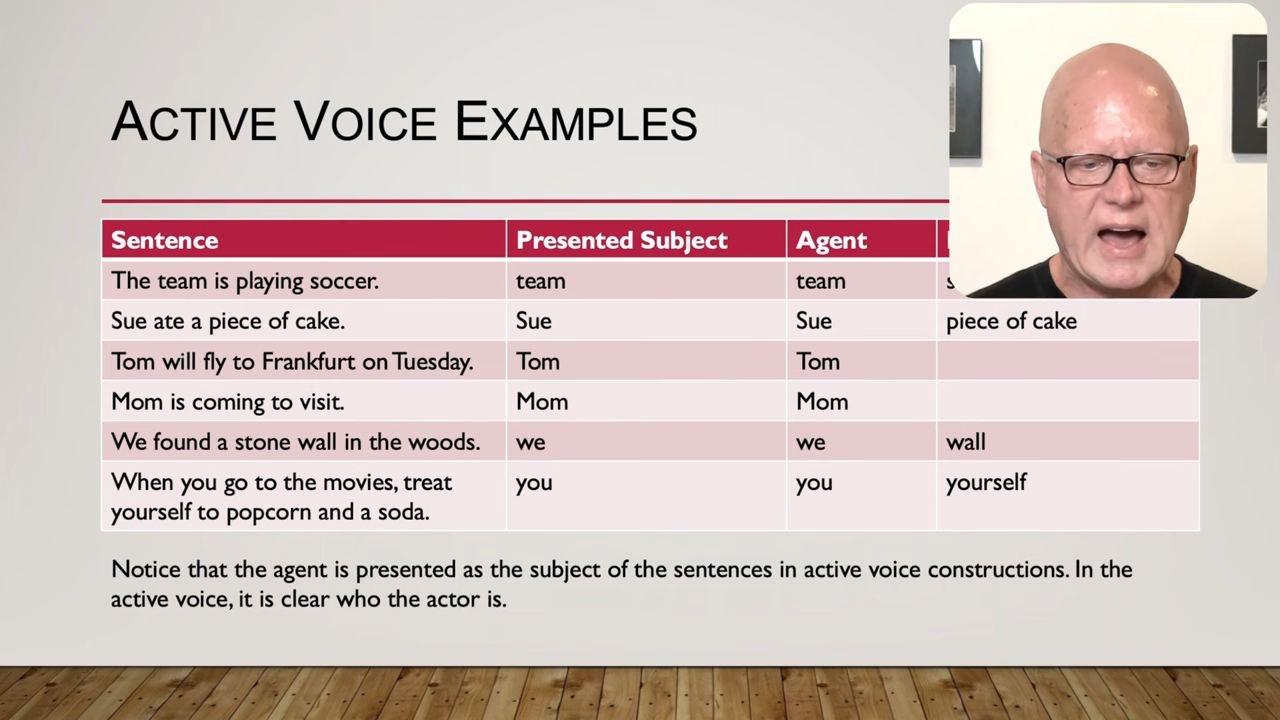 ACTIVE VOICE EXAMPLES
Sentence Presented Subject Agent
The team is playing soccer. team team
Sue ate a piece of cake. Sue Sue piece of cake
Tom will fly to Frankfurt on Tuesday. Tom Tom
Mom is coming to visit. Mom Mom
We found a stone wall in the woods. we we wall
When you go to the movies, treat you you yourself
yourself to popcorn and a soda.
Notice that the agent is presented as the subject of the sentences in active voice constructions. In the
active voice, it is clear who the actor is.